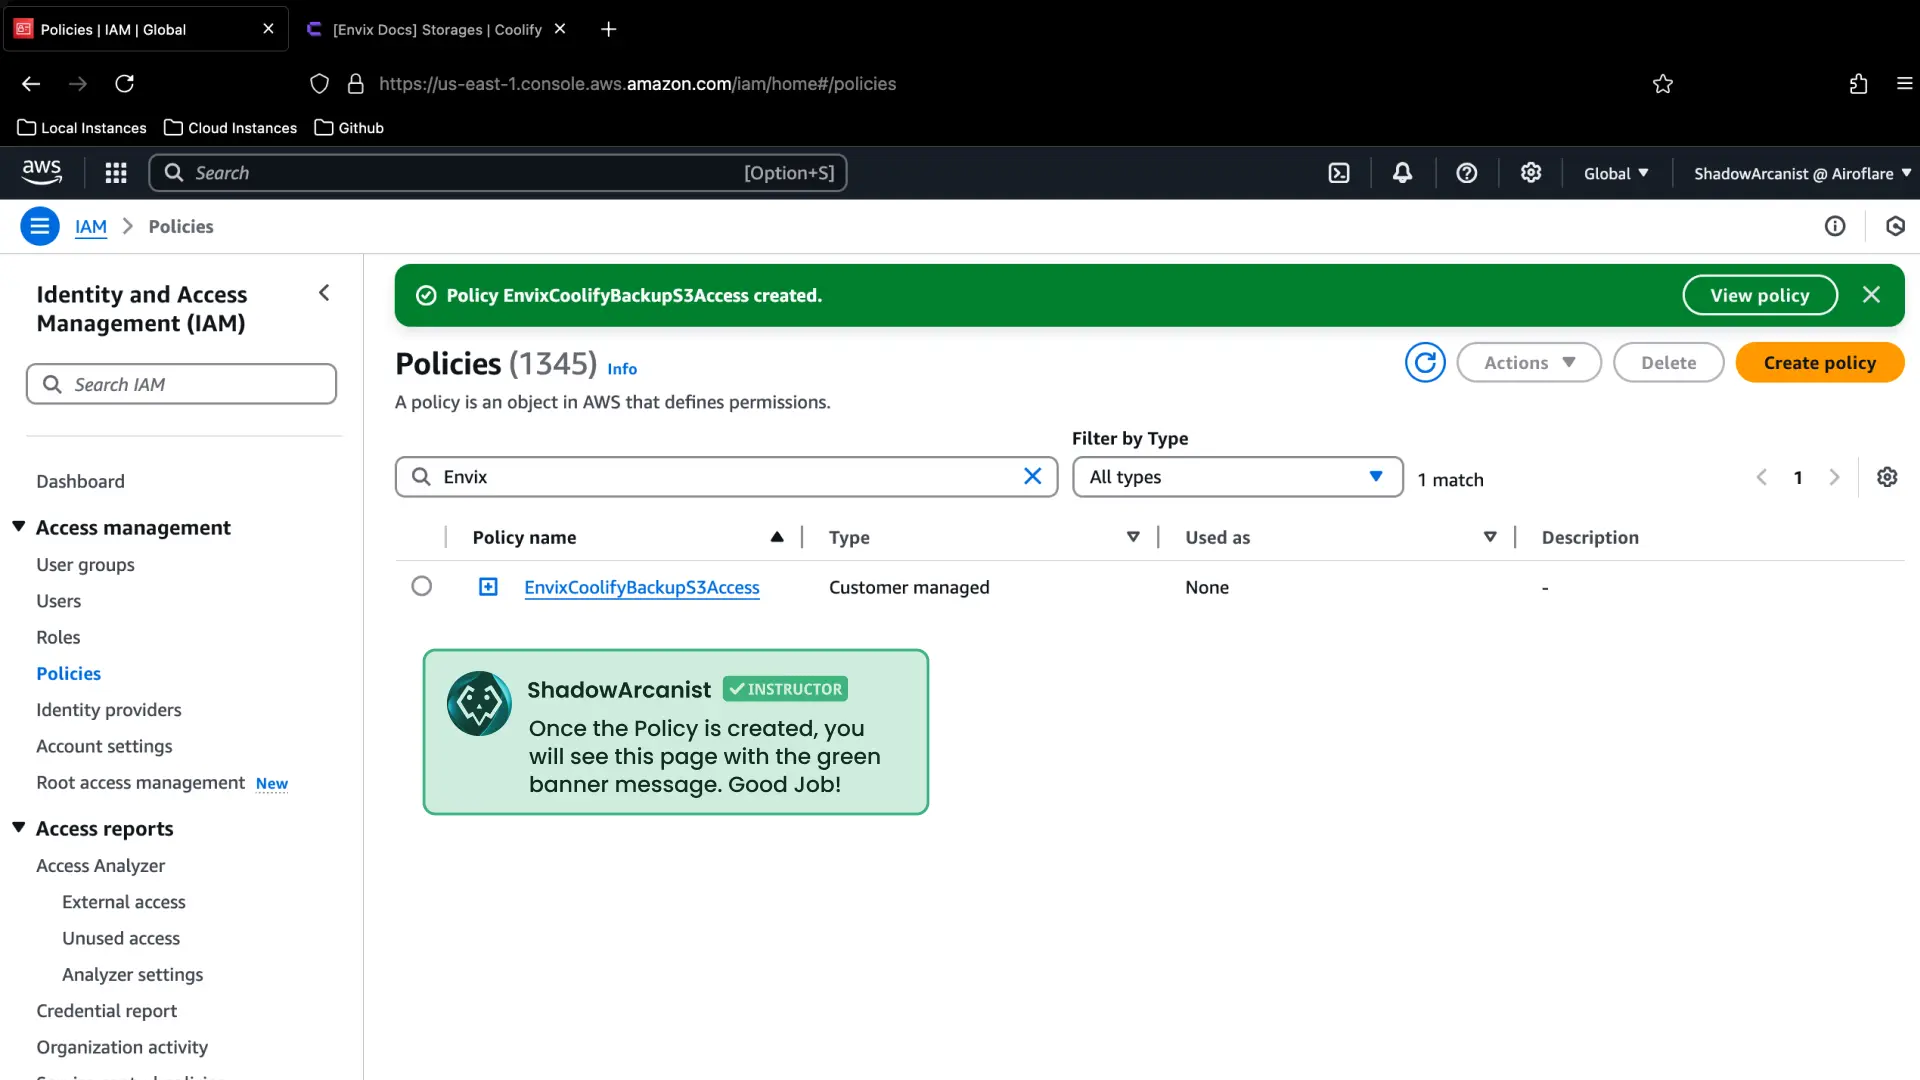 Policies | IAM | Global
[Envix Docs] Storages | Coolify
https://us-east-1.console.aws.amazon.com/iam/home#/policies
Local Instances
Cloud Instances
Github
aws
Search
[Option+S]
Global
ShadowArcanist @ Airoflare
IAM
Policies
Identity and Access
Management (IAM)
Search IAM
Dashboard
Access management
User groups
Users
Roles
Policies
Identity providers
Account settings
Root access management New
Access reports
Access Analyzer
External access
Unused access
Analyzer settings
Credential report
Organization activity
Policy EnvixCoolifyBackupS3Access created.
View policy
Policies (1345) Info
Actions
Delete
Create policy
A policy is an object in AWS that defines permissions.
Filter by Type
Envix
All types
1 match
1
Policy name
Type
Used as
Description
EnvixCoolifyBackupS3Access
Customer managed
None
-
ShadowArcanist INSTRUCTOR
Once the Policy is created, you
will see this page with the green
banner message. Good Job!